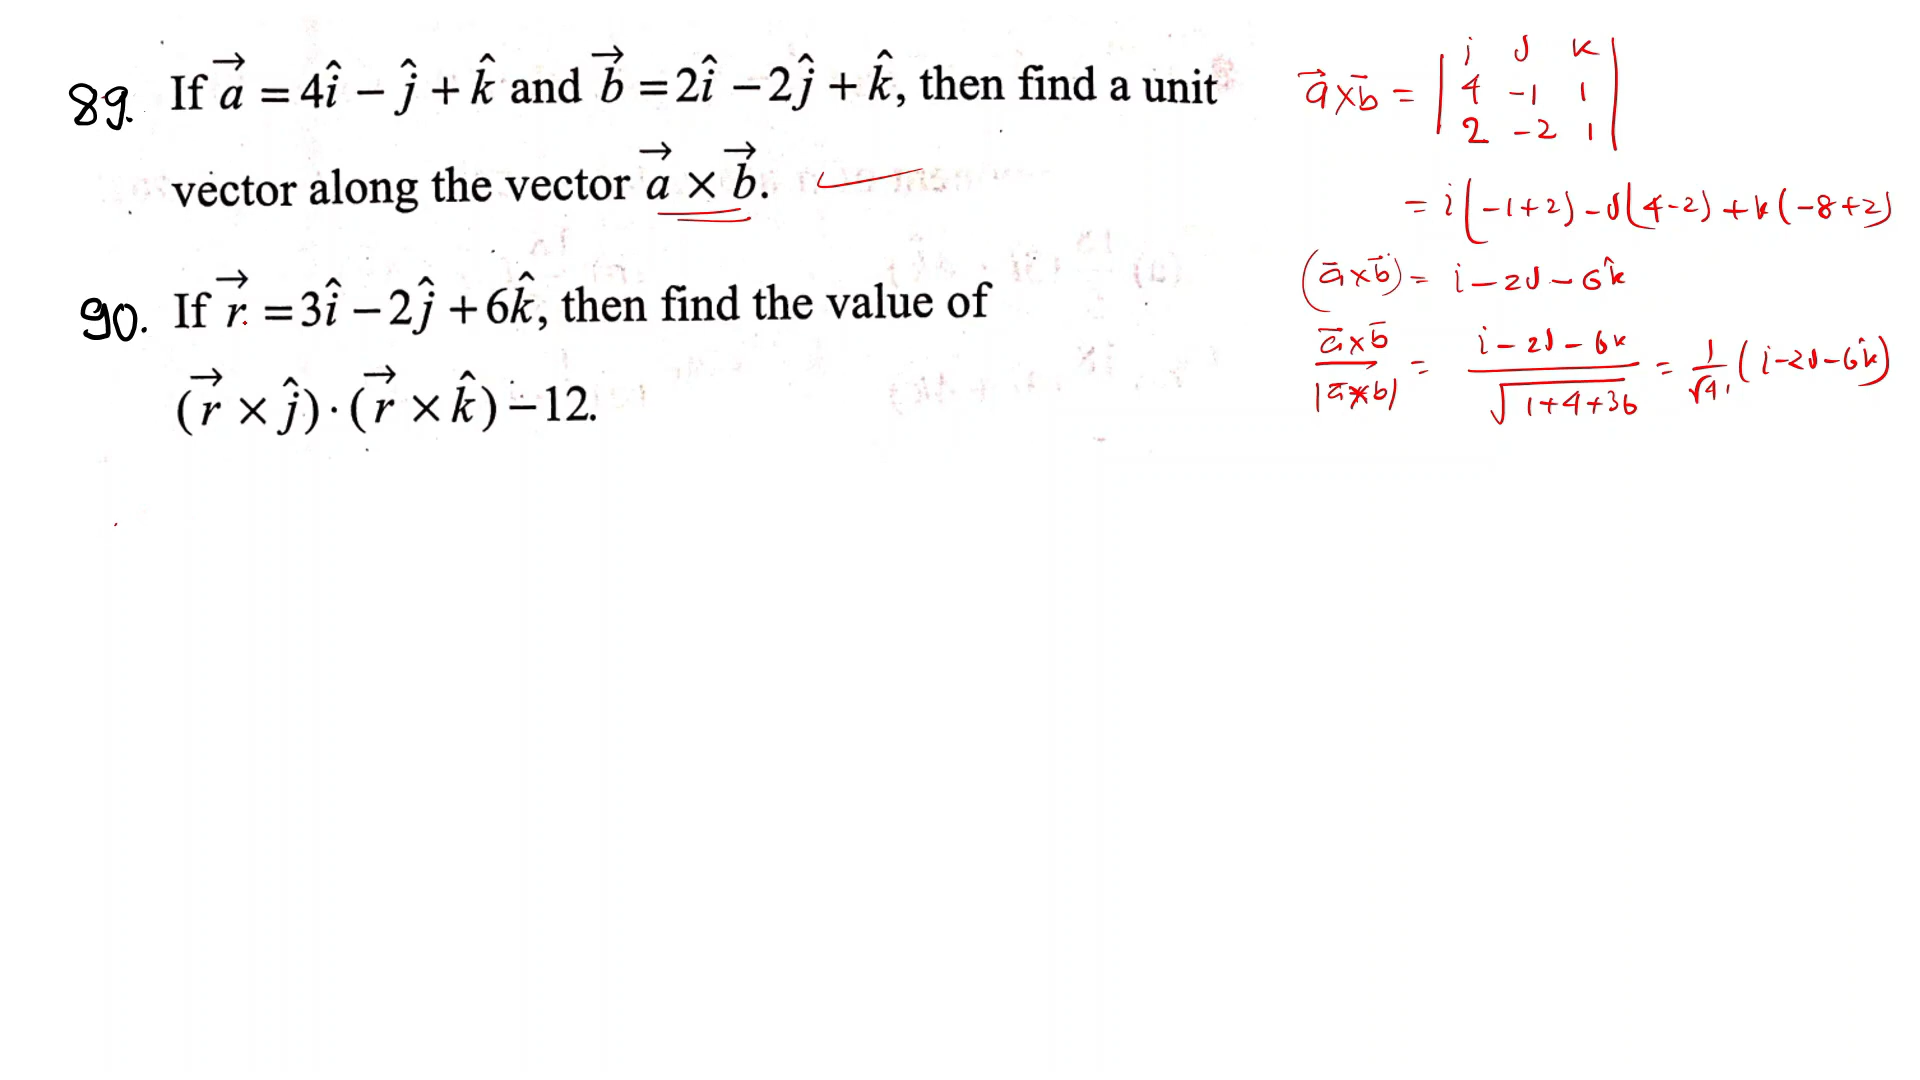 89. If a⃗ = 4î − ĵ + k̂ and b⃗ = 2î − 2ĵ + k̂, then find a unit
vector along the vector a⃗ × b⃗.
90. If r⃗ = 3î − 2ĵ + 6k̂, then find the value of
(r⃗ × ĵ) · (r⃗ × k̂) − 12.
a⃗ × b̄ = | i j k |
| 4 -1 1 |
| 2 -2 1 |
= i(-1+2) - j(4-2) + k(-8+2)
(ā×b̄) = i - 2j - 6k̂
ā×b̄ / |ā×b| = i - 2j - 6k / √1+4+36 = 1/√41 (i-2j-6k̂)